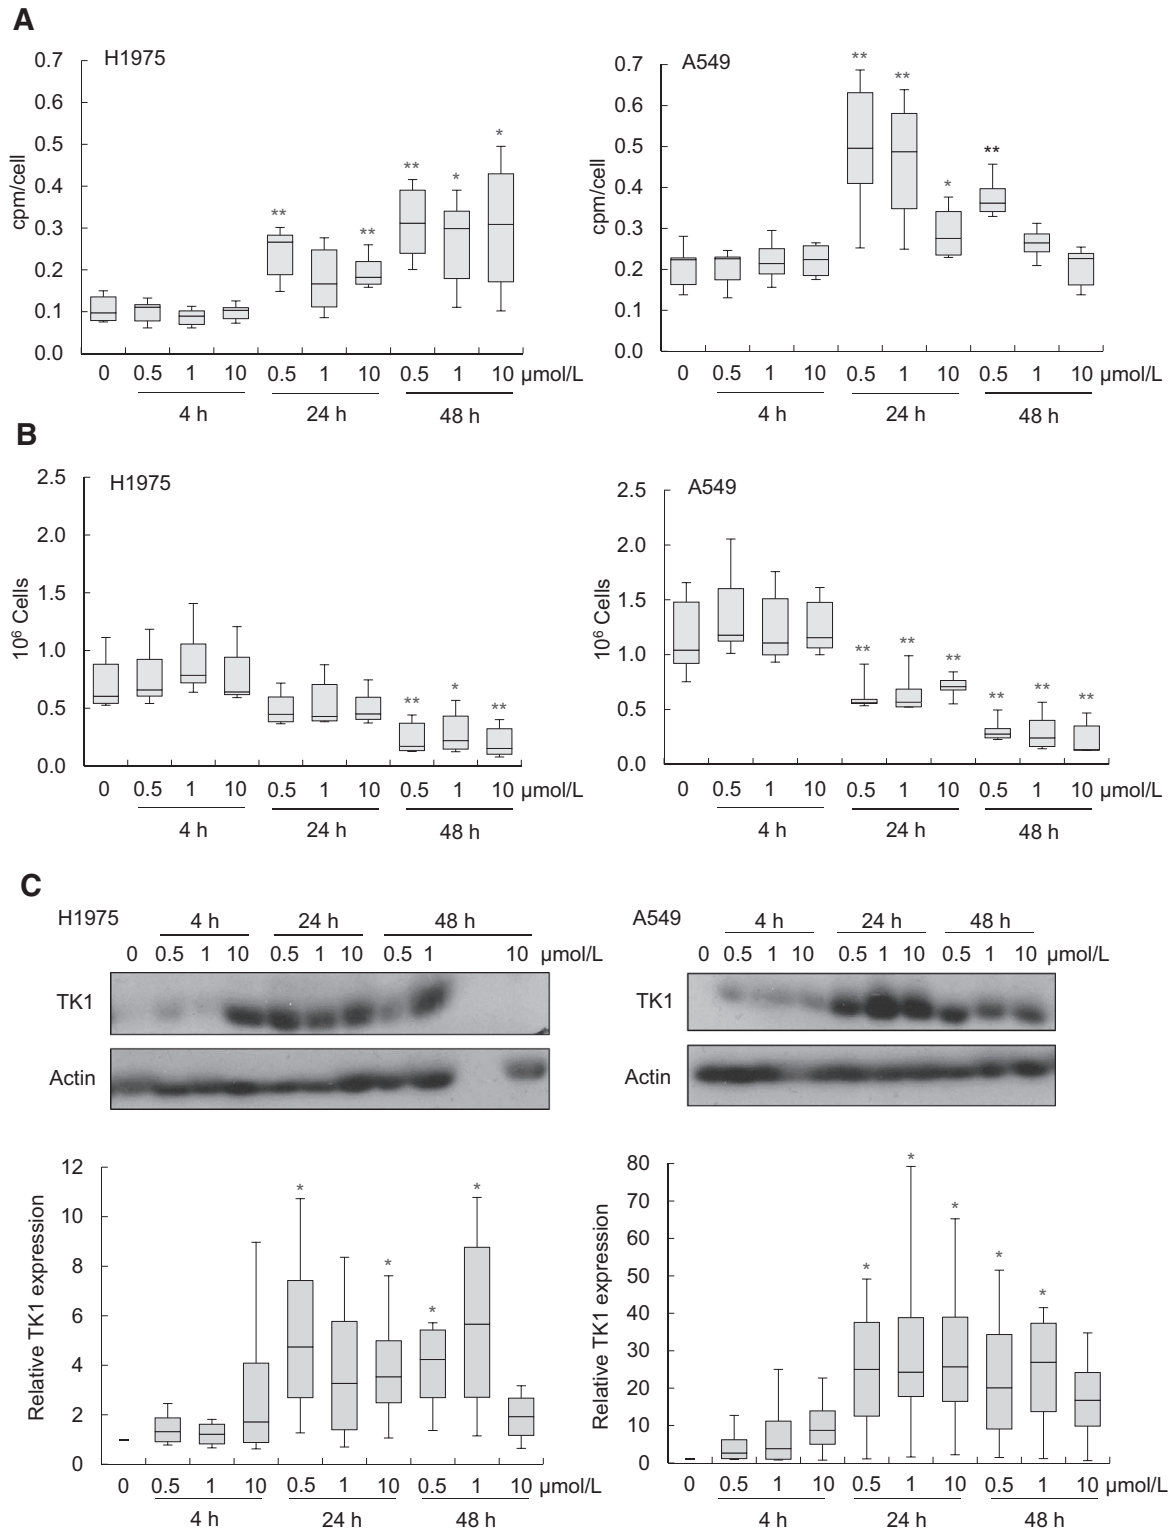 A
H1975
cpm/cell
0.7
0.6
0.5
0.4
0.3
0.2
0.1
0.0
** ** ** * *
0 0.5 1 10 0.5 1 10 0.5 1 10 µmol/L
4 h 24 h 48 h
A549
cpm/cell
0.7
0.6
0.5
0.4
0.3
0.2
0.1
0.0
** ** * **
0 0.5 1 10 0.5 1 10 0.5 1 10 µmol/L
4 h 24 h 48 h
B
H1975
10⁶ Cells
2.5
2.0
1.5
1.0
0.5
0.0
** * **
0 0.5 1 10 0.5 1 10 0.5 1 10 µmol/L
4 h 24 h 48 h
A549
10⁶ Cells
2.5
2.0
1.5
1.0
0.5
0.0
** ** ** ** ** **
0 0.5 1 10 0.5 1 10 0.5 1 10 µmol/L
4 h 24 h 48 h
C
H1975 4 h 24 h 48 h
0 0.5 1 10 0.5 1 10 0.5 1 10 µmol/L
TK1
Actin
A549 4 h 24 h 48 h
0 0.5 1 10 0.5 1 10 0.5 1 10 µmol/L
TK1
Actin
Relative TK1 expression
12
10
8
6
4
2
0
* * * *
0 0.5 1 10 0.5 1 10 0.5 1 10 µmol/L
4 h 24 h 48 h
Relative TK1 expression
80
70
60
50
40
30
20
10
0
* * * * *
0 0.5 1 10 0.5 1 10 0.5 1 10 µmol/L
4 h 24 h 48 h